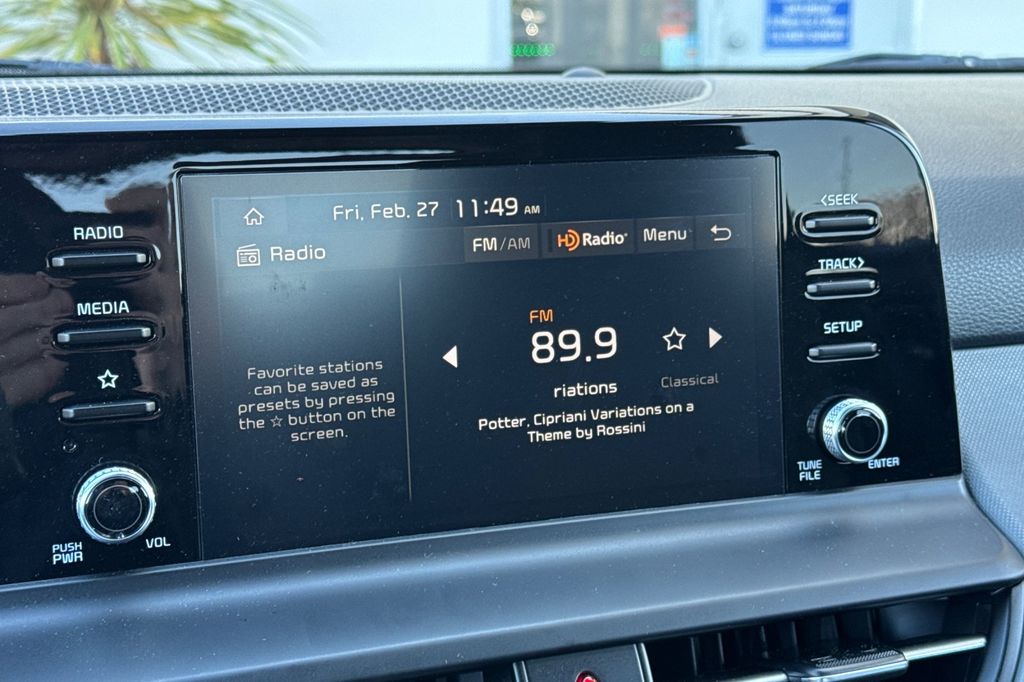 RADIO
MEDIA
☆
PUSH
PWR
VOL
Fri, Feb. 27 11:49 AM
Radio
FM/AM
HD Radio
Menu
Favorite stations
can be saved as
presets by pressing
the ☆ button on the
screen.
FM
89.9
riations
Classical
Potter, Cipriani Variations on a
Theme by Rossini
<SEEK
TRACK>
SETUP
TUNE
FILE
ENTER